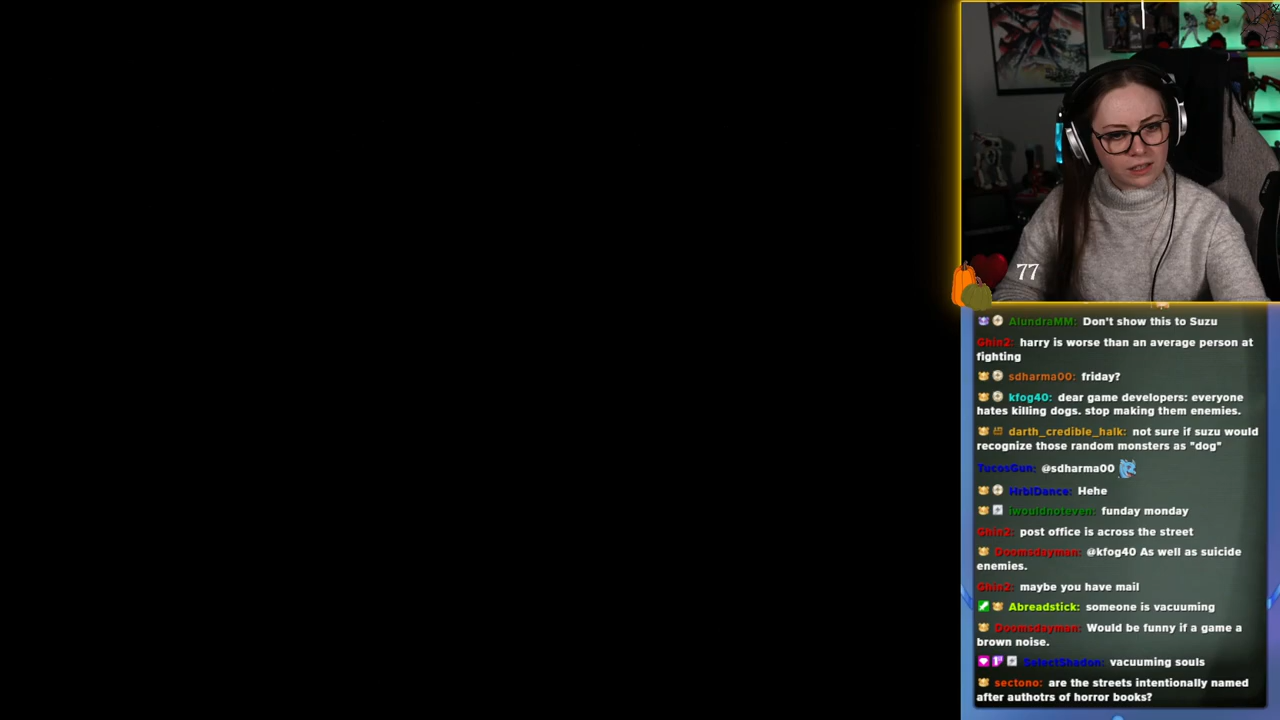 77
AlundraMM: Don't show this to Suzu
Ghin2: harry is worse than an average person at
fighting
sdharma00: friday?
kfog40: dear game developers: everyone
hates killing dogs. stop making them enemies.
darth_credible_halk: not sure if suzu would
recognize those random monsters as "dog"
TucosGun: @sdharma00
HrblDance: Hehe
iwouldnoteven: funday monday
Ghin2: post office is across the street
Doomsdayman: @kfog40 As well as suicide
enemies.
Ghin2: maybe you have mail
Abreadstick: someone is vacuuming
Doomsdayman: Would be funny if a game a
brown noise.
SelectShadon: vacuuming souls
sectono: are the streets intentionally named
after authotrs of horror books?